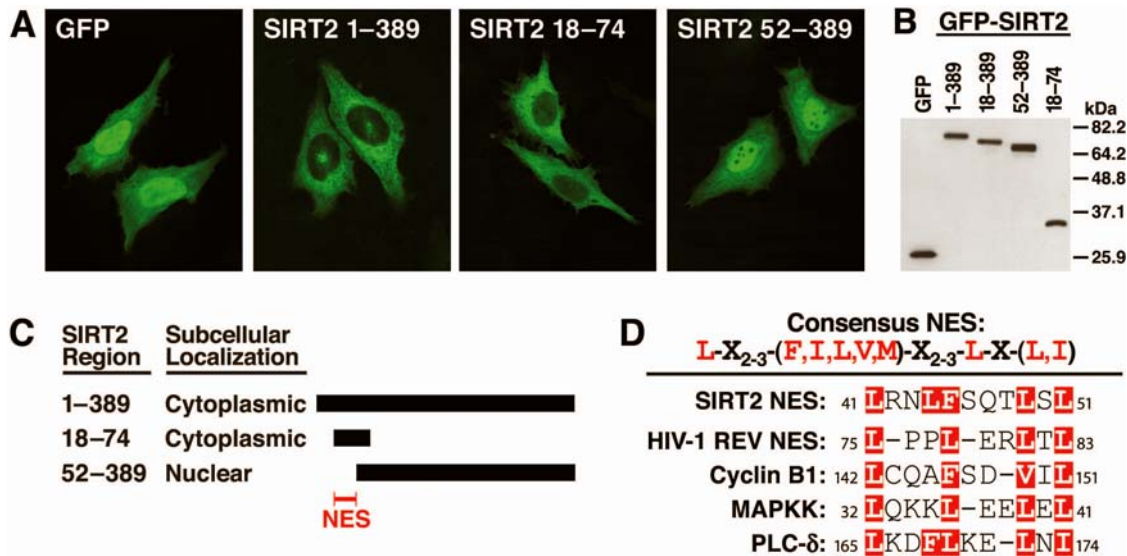 A
GFP
SIRT2 1–389
SIRT2 18–74
SIRT2 52–389
B
GFP-SIRT2
GFP
1–389
18–389
52–389
18–74
kDa
82.2
64.2
48.8
37.1
25.9
C
SIRT2 Region
Subcellular Localization
1–389 Cytoplasmic
18–74 Cytoplasmic
52–389 Nuclear
NES
D
Consensus NES:
L-X2-3-(F,I,L,V,M)-X2-3-L-X-(L,I)
SIRT2 NES: 41 LRNLFSQTLSL 51
HIV-1 REV NES: 75 L-PPL-ERLTL 83
Cyclin B1: 142 LCQAFSD-VIL 151
MAPKK: 32 LQKKL-EELEL 41
PLC-δ: 165 LKDFLKE-LNI 174